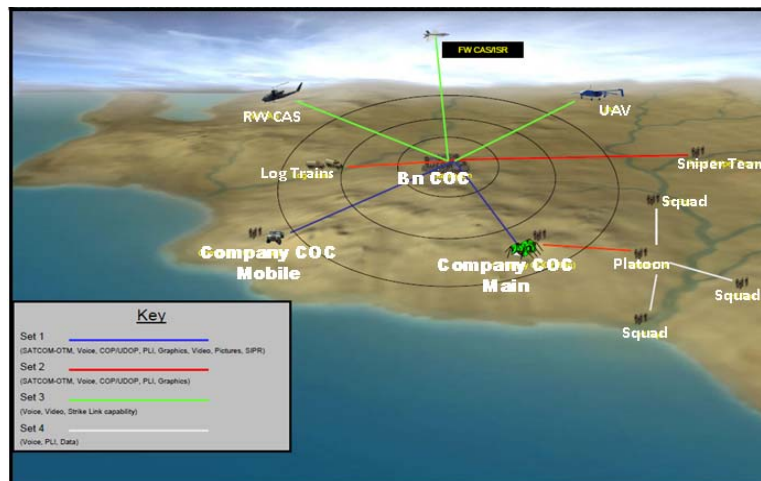 FW CAS/ISR
RW CAS
UAV
Log Trains
Bn COC
Sniper Team
Squad
Company COC
Mobile
Company COC
Main
Platoon
Squad
Squad
Key
Set 1
(SATCOM-OTM, Voice, COP/UDOP, PLI, Graphics, Video, Pictures, SIPR)
Set 2
(SATCOM-OTM, Voice, COP/UDOP, PLI, Graphics)
Set 3
(Voice, Video, Strike Link capability)
Set 4
(Voice, PLI, Data)